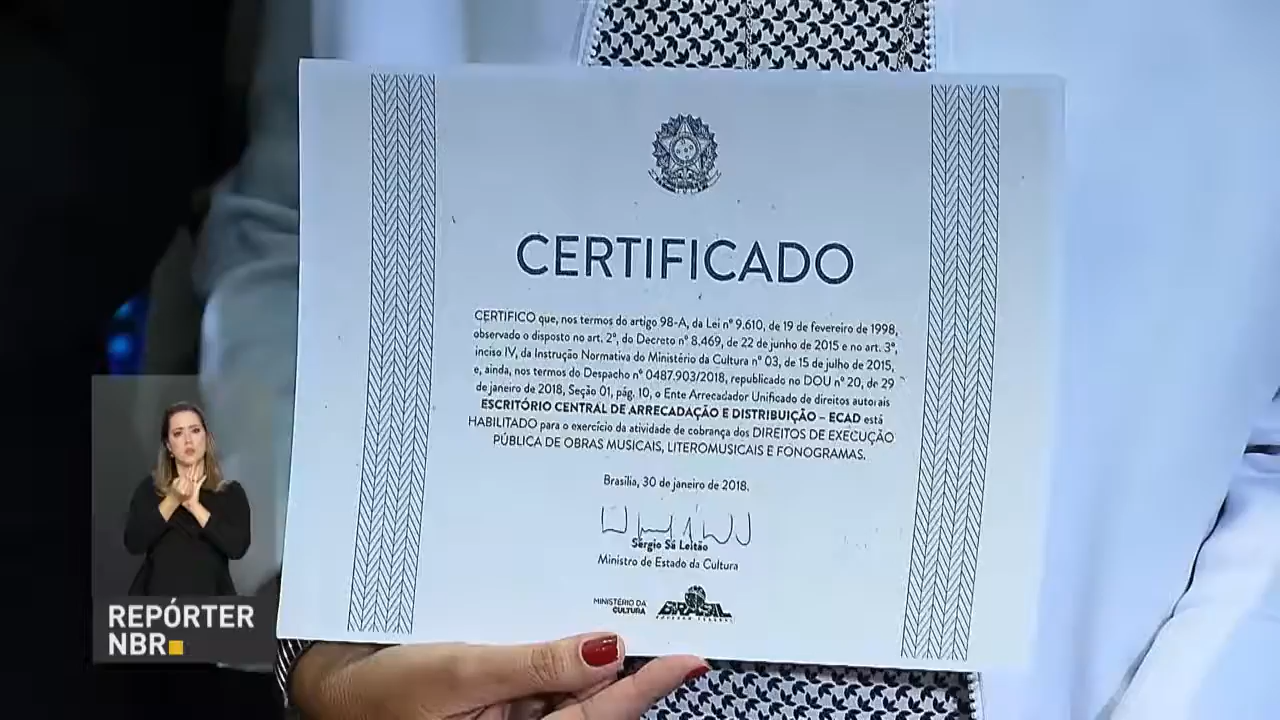 CERTIFICADO
CERTIFICO que, nos termos do artigo 98-A, da Lei nº 9.610, de 19 de fevereiro de 1998,
observado o disposto no art. 2º, do Decreto nº 8.469, de 22 de junho de 2015 e no art. 3º,
inciso IV, da Instrução Normativa do Ministério da Cultura nº 03, de 15 de julho de 2015,
e, ainda, nos termos do Despacho nº 0487.903/2018, republicado no DOU nº 20, de 29
de janeiro de 2018, Seção 01, pág. 10, o Ente Arrecadador Unificado de direitos autorais
ESCRITÓRIO CENTRAL DE ARRECADAÇÃO E DISTRIBUIÇÃO – ECAD está
HABILITADO para o exercício da atividade de cobrança dos DIREITOS DE EXECUÇÃO
PÚBLICA DE OBRAS MUSICAIS, LITEROMUSICAIS E FONOGRAMAS.
Brasília, 30 de janeiro de 2018.
Sérgio Sá Leitão
Ministro de Estado da Cultura
MINISTÉRIO DA
CULTURA
BRASIL
GOVERNO FEDERAL
REPÓRTER
NBR